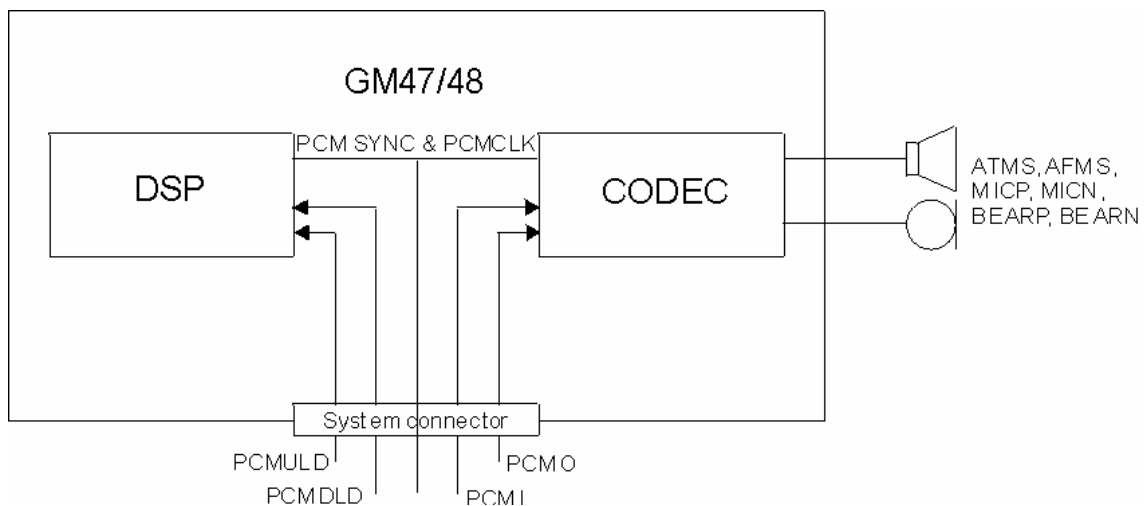 GM47/48
PCM SYNC & PCMCLK
DSP
CODEC
ATMS, AFMS,
MICP, MICN,
BEARP, BEARN
System connector
PCMULD
PCMO
PCMDLD
PCMI